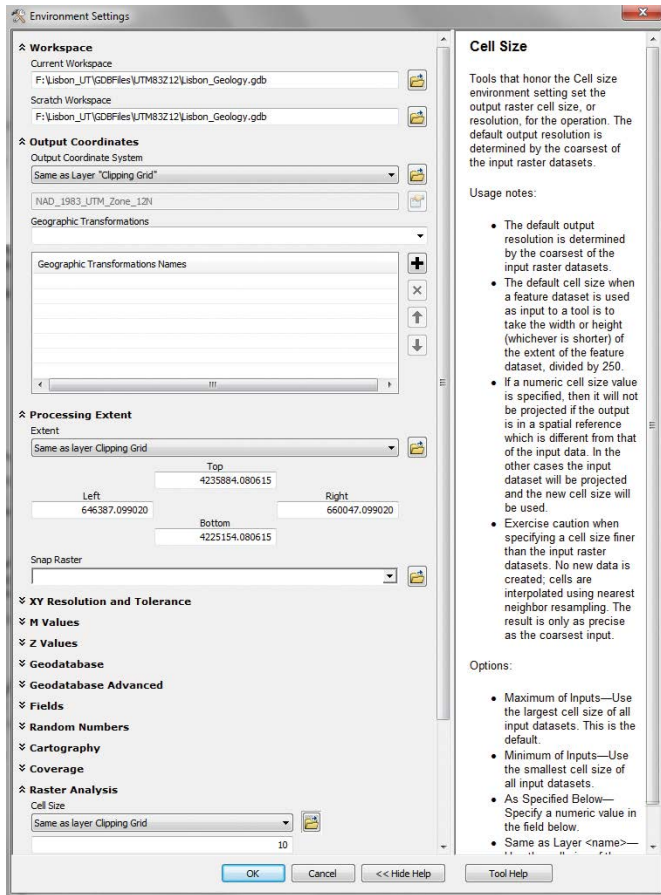 Environment Settings
Workspace
Current Workspace
F:\Lisbon_UT\GDBFiles\UTM83Z12\Lisbon_Geology.gdb
Scratch Workspace
F:\Lisbon_UT\GDBFiles\UTM83Z12\Lisbon_Geology.gdb
Output Coordinates
Output Coordinate System
Same as Layer "Clipping Grid"
NAD_1983_UTM_Zone_12N
Geographic Transformations
Geographic Transformations Names
Processing Extent
Extent
Same as layer Clipping Grid
Top
4235884.080615
Left
Right
646387.099020
660047.099020
Bottom
4225154.080615
Snap Raster
XY Resolution and Tolerance
M Values
Z Values
Geodatabase
Geodatabase Advanced
Fields
Random Numbers
Cartography
Coverage
Raster Analysis
Cell Size
Same as layer Clipping Grid
10
Cell Size
Tools that honor the Cell size
environment setting set the
output raster cell size, or
resolution, for the operation. The
default output resolution is
determined by the coarsest of
the input raster datasets.
Usage notes:
• The default output
resolution is determined
by the coarsest of the
input raster datasets.
• The default cell size when
a feature dataset is used
as input to a tool is to
take the width or height
(whichever is shorter) of
the extent of the feature
dataset, divided by 250.
• If a numeric cell size value
is specified, then it will not
be projected if the output
is in a spatial reference
which is different from that
of the input data. In the
other cases the input
dataset will be projected
and the new cell size will
be used.
• Exercise caution when
specifying a cell size finer
than the input raster
datasets. No new data is
created; cells are
interpolated using nearest
neighbor resampling. The
result is only as precise
as the coarsest input.
Options:
• Maximum of Inputs—Use
the largest cell size of all
input datasets. This is the
default.
• Minimum of Inputs—Use
the smallest cell size of
all input datasets.
• As Specified Below—
Specify a numeric value in
the field below.
• Same as Layer <name>—
OK
Cancel
<< Hide Help
Tool Help